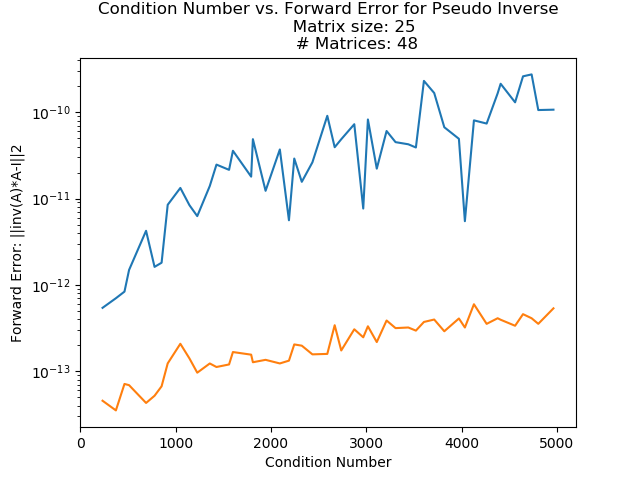 Condition Number vs. Forward Error for Pseudo Inverse
Matrix size: 25
# Matrices: 48
Forward Error: ||inv(A)*A-I||2
10⁻¹⁰
10⁻¹¹
10⁻¹²
10⁻¹³
0 1000 2000 3000 4000 5000
Condition Number